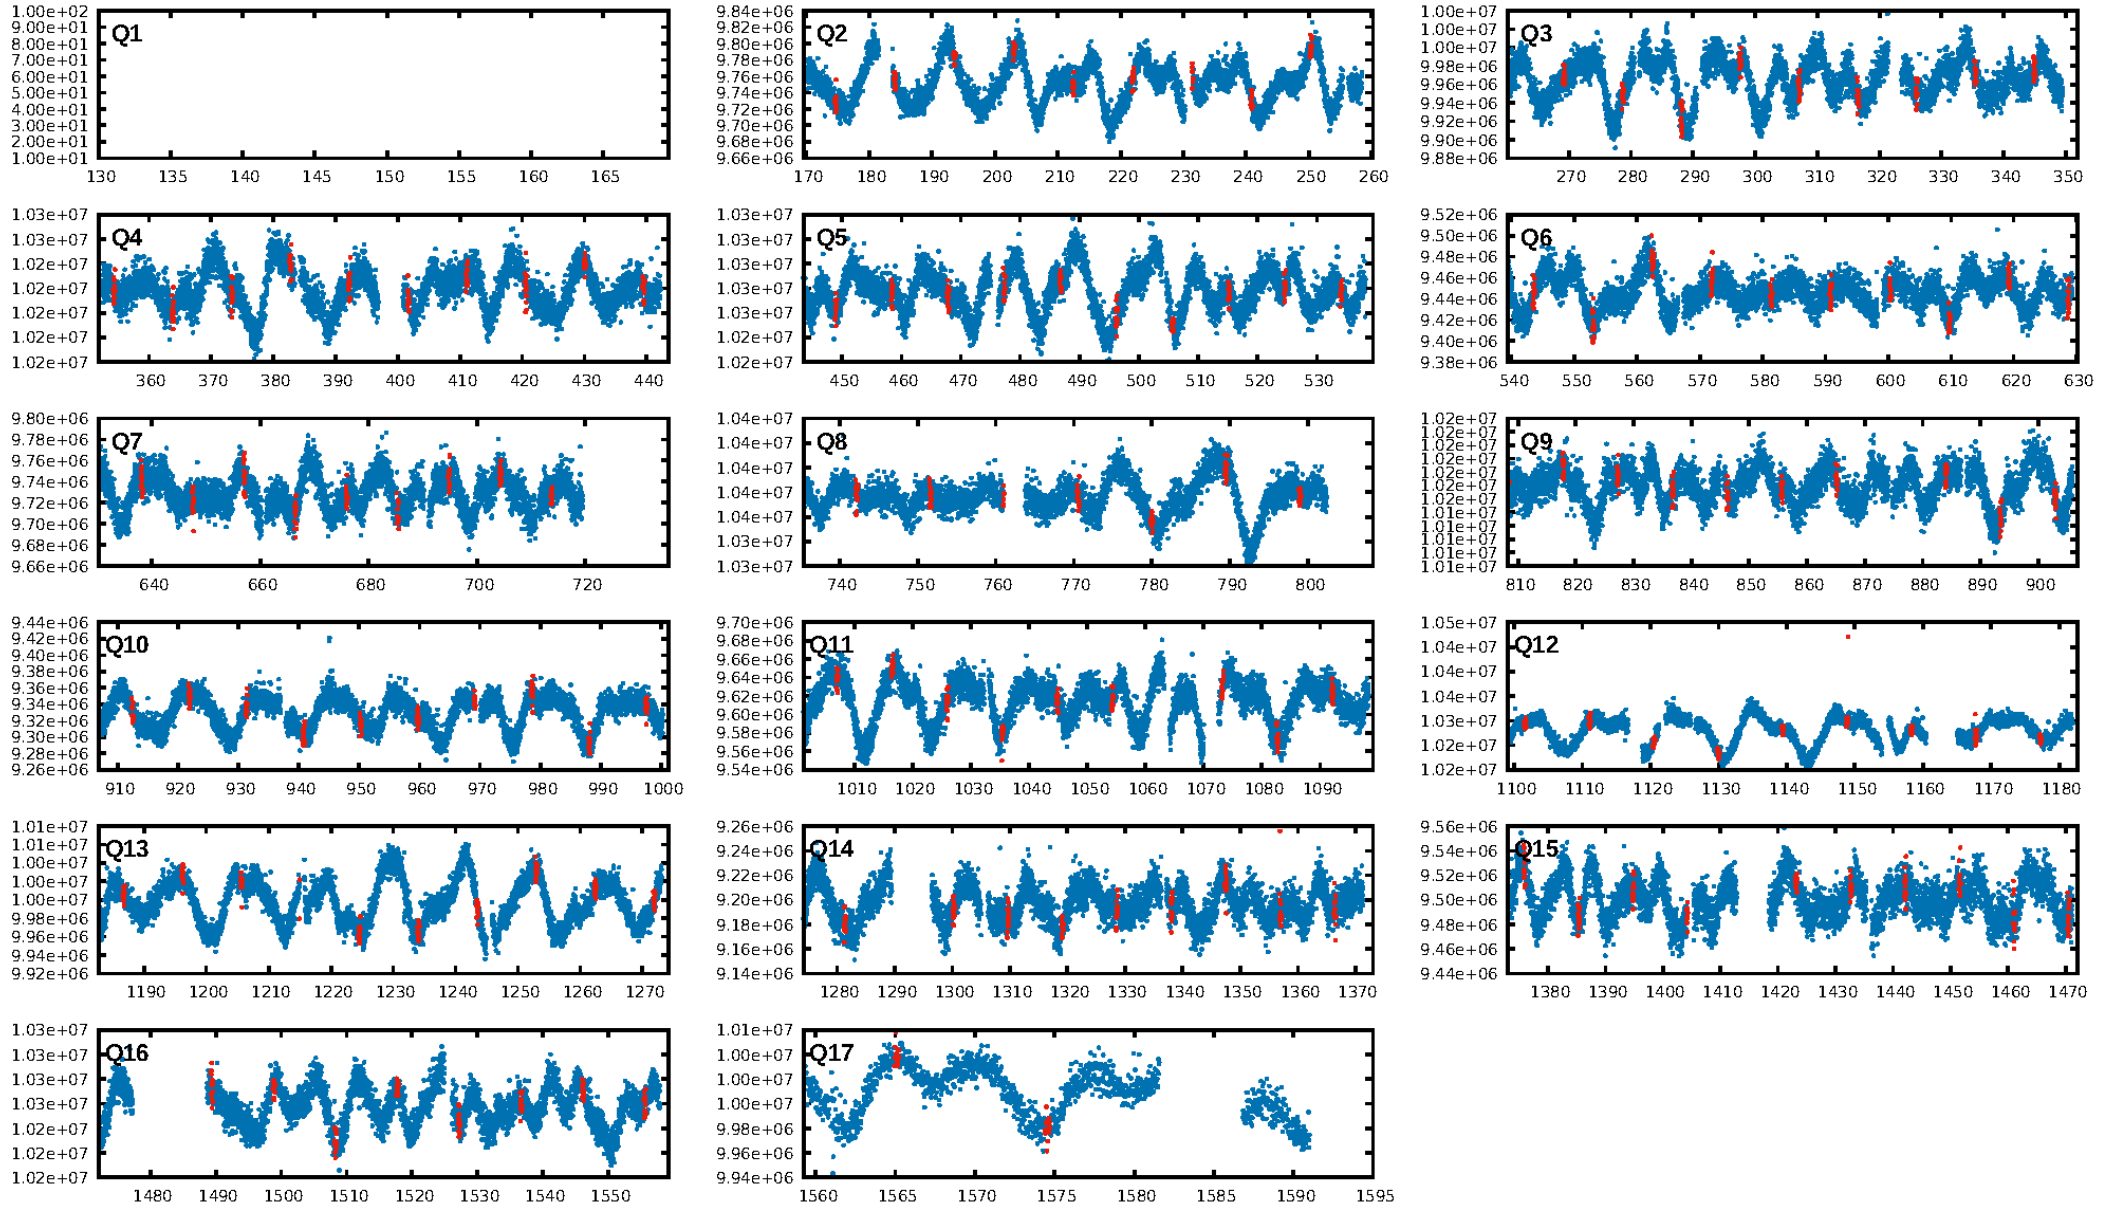 Q1
1.00e+02
9.00e+01
8.00e+01
7.00e+01
6.00e+01
5.00e+01
4.00e+01
3.00e+01
2.00e+01
1.00e+01
130 135 140 145 150 155 160 165
Q2
9.84e+06
9.82e+06
9.80e+06
9.78e+06
9.76e+06
9.74e+06
9.72e+06
9.70e+06
9.68e+06
9.66e+06
170 180 190 200 210 220 230 240 250 260
Q3
1.00e+07
1.00e+07
1.00e+07
9.98e+06
9.96e+06
9.94e+06
9.92e+06
9.90e+06
9.88e+06
270 280 290 300 310 320 330 340 350
Q4
1.03e+07
1.03e+07
1.02e+07
1.02e+07
1.02e+07
1.02e+07
1.02e+07
360 370 380 390 400 410 420 430 440
Q5
1.03e+07
1.03e+07
1.03e+07
1.03e+07
1.03e+07
1.02e+07
1.02e+07
450 460 470 480 490 500 510 520 530
Q6
9.52e+06
9.50e+06
9.48e+06
9.46e+06
9.44e+06
9.42e+06
9.40e+06
9.38e+06
540 550 560 570 580 590 600 610 620 630
Q7
9.80e+06
9.78e+06
9.76e+06
9.74e+06
9.72e+06
9.70e+06
9.68e+06
9.66e+06
640 660 680 700 720
Q8
1.04e+07
1.04e+07
1.04e+07
1.04e+07
1.04e+07
1.03e+07
1.03e+07
740 750 760 770 780 790 800
Q9
1.02e+07
1.02e+07
1.02e+07
1.02e+07
1.02e+07
1.02e+07
1.02e+07
1.01e+07
1.01e+07
1.01e+07
1.01e+07
1.01e+07
810 820 830 840 850 860 870 880 890 900
Q10
9.44e+06
9.42e+06
9.40e+06
9.38e+06
9.36e+06
9.34e+06
9.32e+06
9.30e+06
9.28e+06
9.26e+06
910 920 930 940 950 960 970 980 990 1000
Q11
9.70e+06
9.68e+06
9.66e+06
9.64e+06
9.62e+06
9.60e+06
9.58e+06
9.56e+06
9.54e+06
1010 1020 1030 1040 1050 1060 1070 1080 1090
Q12
1.05e+07
1.04e+07
1.04e+07
1.04e+07
1.03e+07
1.02e+07
1.02e+07
1100 1110 1120 1130 1140 1150 1160 1170 1180
Q13
1.01e+07
1.01e+07
1.00e+07
1.00e+07
1.00e+07
9.98e+06
9.96e+06
9.94e+06
9.92e+06
1190 1200 1210 1220 1230 1240 1250 1260 1270
Q14
9.26e+06
9.24e+06
9.22e+06
9.20e+06
9.18e+06
9.16e+06
9.14e+06
1280 1290 1300 1310 1320 1330 1340 1350 1360 1370
Q15
9.56e+06
9.54e+06
9.52e+06
9.50e+06
9.48e+06
9.46e+06
9.44e+06
1380 1390 1400 1410 1420 1430 1440 1450 1460 1470
Q16
1.03e+07
1.03e+07
1.03e+07
1.03e+07
1.02e+07
1.02e+07
1.02e+07
1480 1490 1500 1510 1520 1530 1540 1550
Q17
1.01e+07
1.00e+07
1.00e+07
1.00e+07
9.98e+06
9.96e+06
9.94e+06
1560 1565 1570 1575 1580 1585 1590 1595